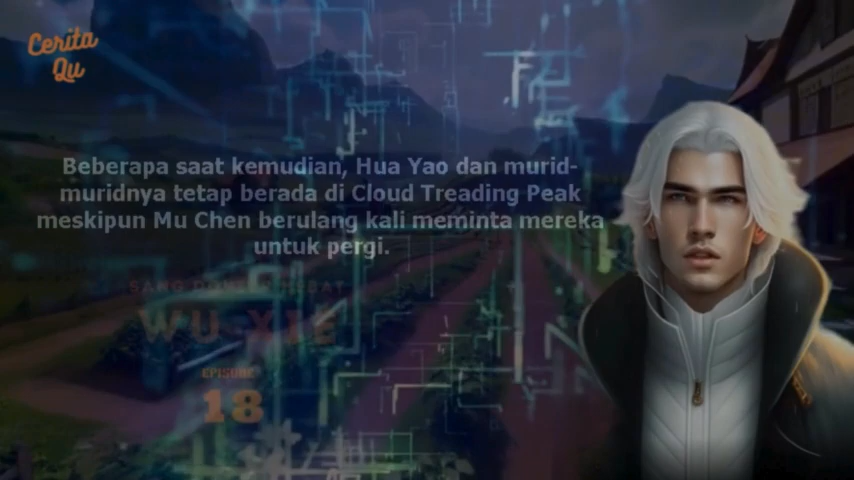 Cerita
Qu
Beberapa saat kemudian, Hua Yao dan murid-
muridnya tetap berada di Cloud Treading Peak
meskipun Mu Chen berulang kali meminta mereka
untuk pergi.
WU XIE
EPISODE
18